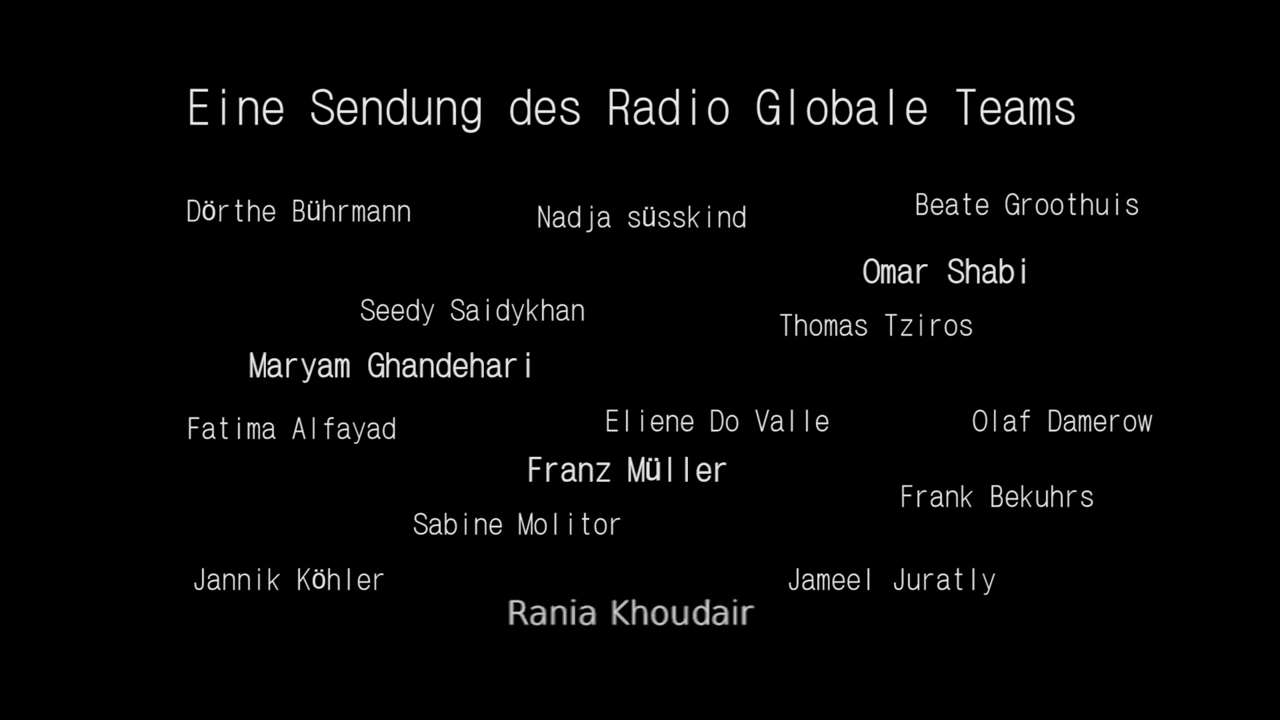 Eine Sendung des Radio Globale Teams
Dörthe Bührmann
Nadja süsskind
Beate Groothuis
Omar Shabi
Seedy Saidykhan
Thomas Tziros
Maryam Ghandehari
Fatima Alfayad
Eliene Do Valle
Olaf Damerow
Franz Müller
Frank Bekuhrs
Sabine Molitor
Jannik Köhler
Jameel Juratly
Rania Khoudair